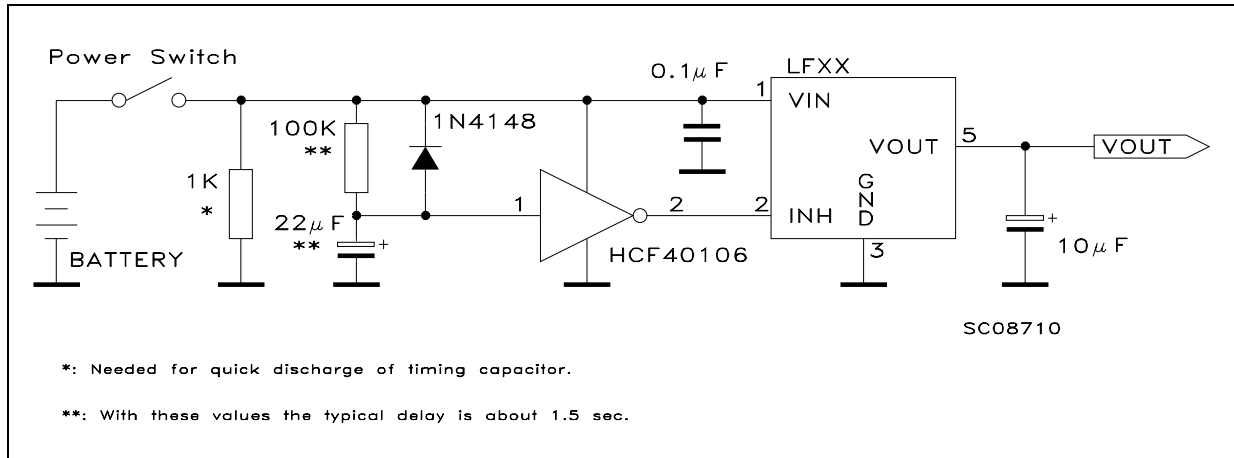 Power Switch
0.1μF
LFXX
1
VIN
100K
**
1N4148
VOUT
5
VOUT
1K
*
22μF
**
+
1
2
2
INH
GND
+
BATTERY
HCF40106
3
10μF
SC08710
*: Needed for quick discharge of timing capacitor.
**: With these values the typical delay is about 1.5 sec.